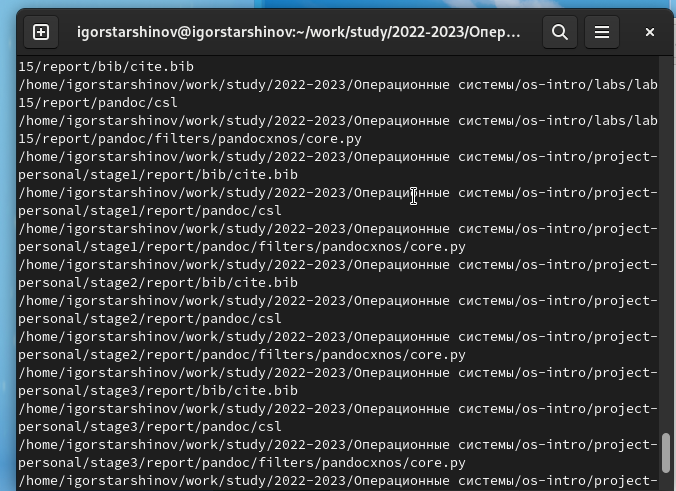 igorstarshinov@igorstarshinov:~/work/study/2022-2023/Опер...
15/report/bib/cite.bib
/home/igorstarshinov/work/study/2022-2023/Операционные системы/os-intro/labs/lab
15/report/pandoc/csl
/home/igorstarshinov/work/study/2022-2023/Операционные системы/os-intro/labs/lab
15/report/pandoc/filters/pandocxnos/core.py
/home/igorstarshinov/work/study/2022-2023/Операционные системы/os-intro/project-
personal/stage1/report/bib/cite.bib
/home/igorstarshinov/work/study/2022-2023/Операционные системы/os-intro/project-
personal/stage1/report/pandoc/csl
/home/igorstarshinov/work/study/2022-2023/Операционные системы/os-intro/project-
personal/stage1/report/pandoc/filters/pandocxnos/core.py
/home/igorstarshinov/work/study/2022-2023/Операционные системы/os-intro/project-
personal/stage2/report/bib/cite.bib
/home/igorstarshinov/work/study/2022-2023/Операционные системы/os-intro/project-
personal/stage2/report/pandoc/csl
/home/igorstarshinov/work/study/2022-2023/Операционные системы/os-intro/project-
personal/stage2/report/pandoc/filters/pandocxnos/core.py
/home/igorstarshinov/work/study/2022-2023/Операционные системы/os-intro/project-
personal/stage3/report/bib/cite.bib
/home/igorstarshinov/work/study/2022-2023/Операционные системы/os-intro/project-
personal/stage3/report/pandoc/csl
/home/igorstarshinov/work/study/2022-2023/Операционные системы/os-intro/project-
personal/stage3/report/pandoc/filters/pandocxnos/core.py
/home/igorstarshinov/work/study/2022-2023/Операционные системы/os-intro/project-